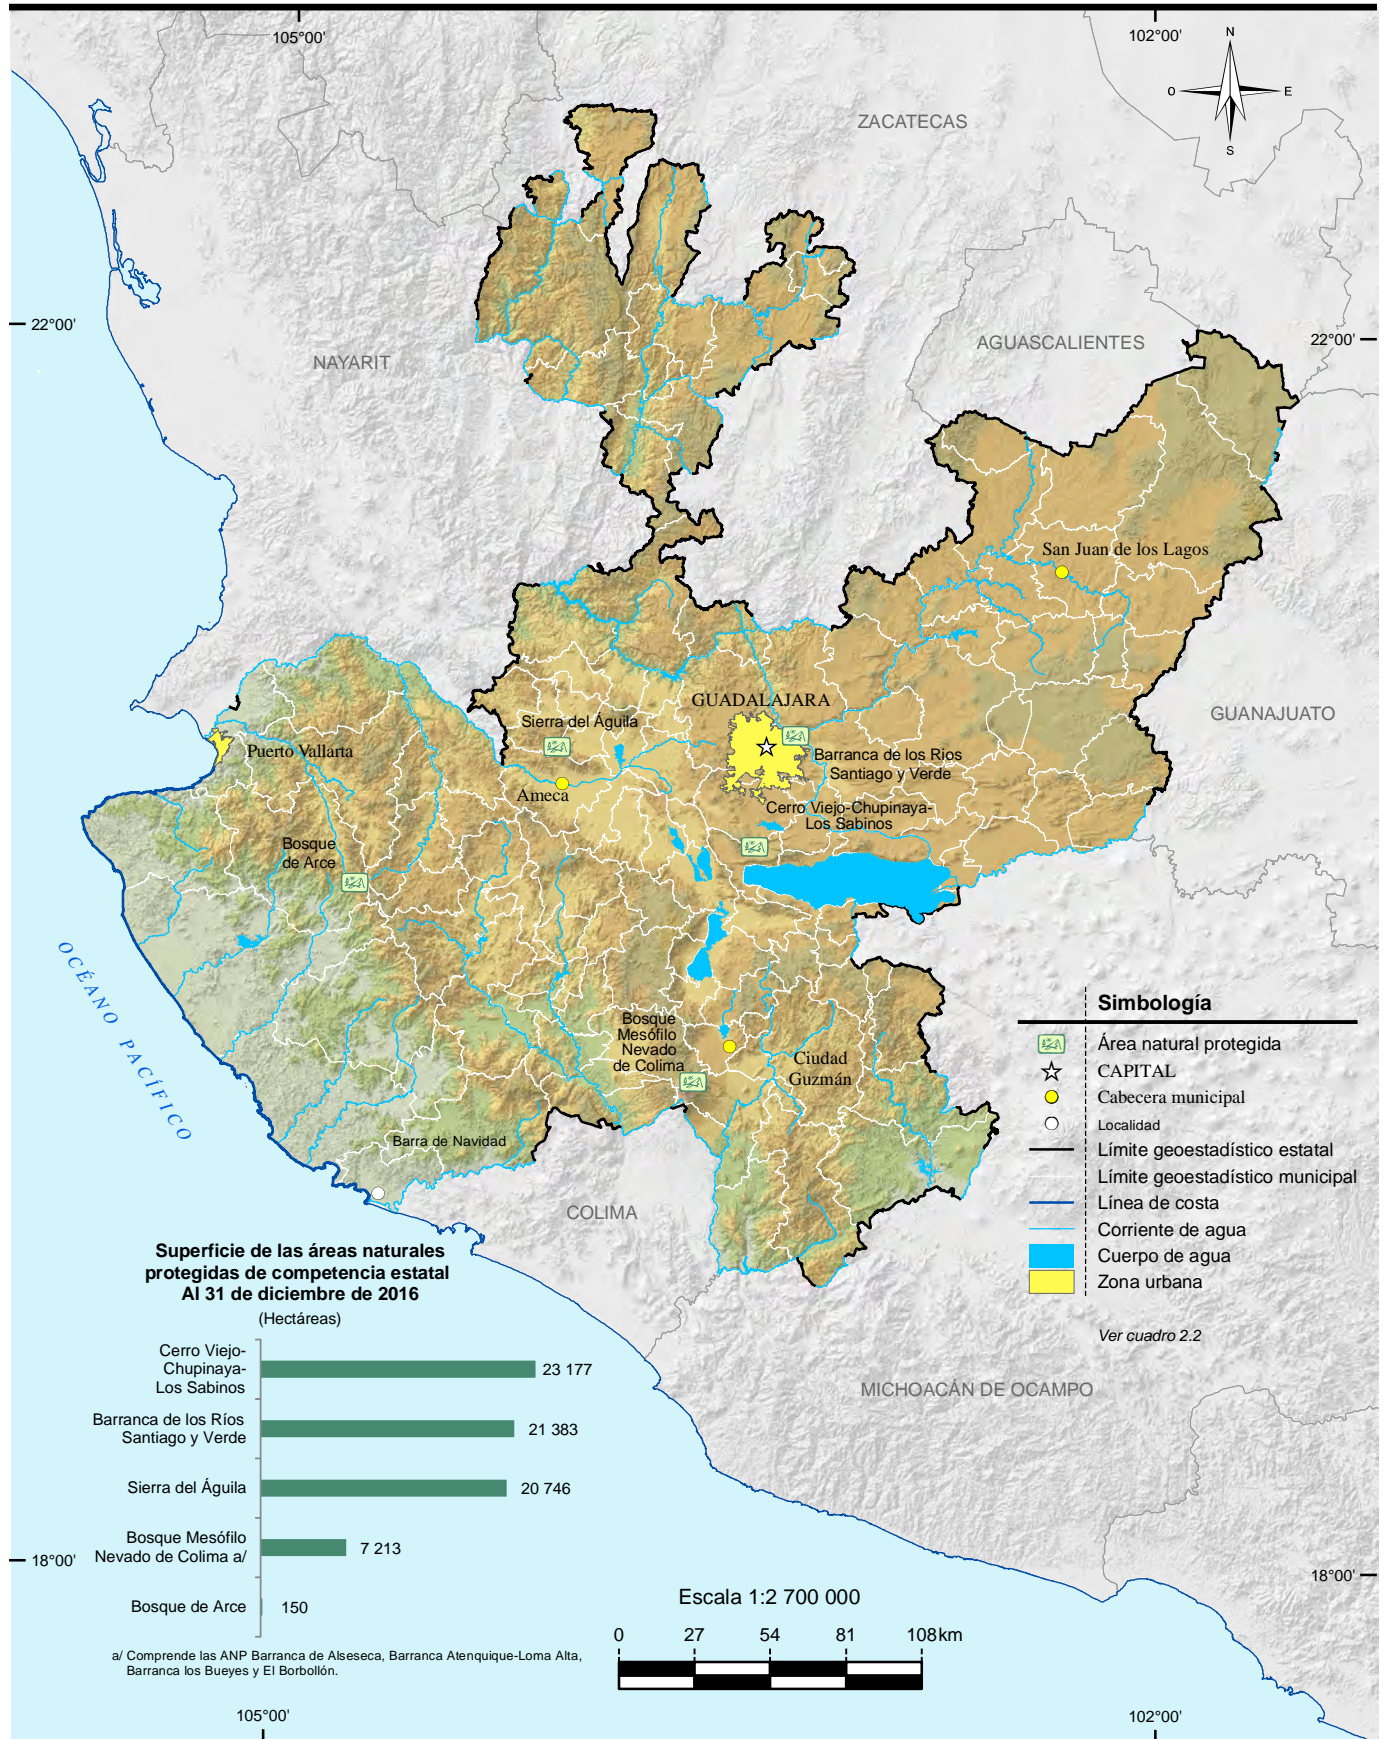 105°00'
102°00'
N
O
E
S
ZACATECAS
22°00'
22°00'
AGUASCALIENTES
NAYARIT
San Juan de los Lagos
GUADALAJARA
Sierra del Águila
GUANAJUATO
Puerto Vallarta
Barranca de los Ríos
Santiago y Verde
Ameca
Cerro Viejo-Chupinaya-
Los Sabinos
Bosque
de Arce
OCÉANO PACÍFICO
Bosque
Mesófilo
Nevado
de Colima
Ciudad
Guzmán
Barra de Navidad
COLIMA
MICHOACÁN DE OCAMPO
Simbología
Área natural protegida
CAPITAL
Cabecera municipal
Localidad
Límite geoestadístico estatal
Límite geoestadístico municipal
Línea de costa
Corriente de agua
Cuerpo de agua
Zona urbana
Ver cuadro 2.2
Superficie de las áreas naturales
protegidas de competencia estatal
Al 31 de diciembre de 2016
(Hectáreas)
Cerro Viejo-
Chupinaya-
Los Sabinos
23 177
Barranca de los Ríos
Santiago y Verde
21 383
Sierra del Águila
20 746
Bosque Mesófilo
Nevado de Colima a/
7 213
Bosque de Arce
150
a/ Comprende las ANP Barranca de Alseseca, Barranca Atenquique-Loma Alta,
Barranca los Bueyes y El Borbollón.
18°00'
18°00'
Escala 1:2 700 000
0 27 54 81 108 km
105°00'
102°00'